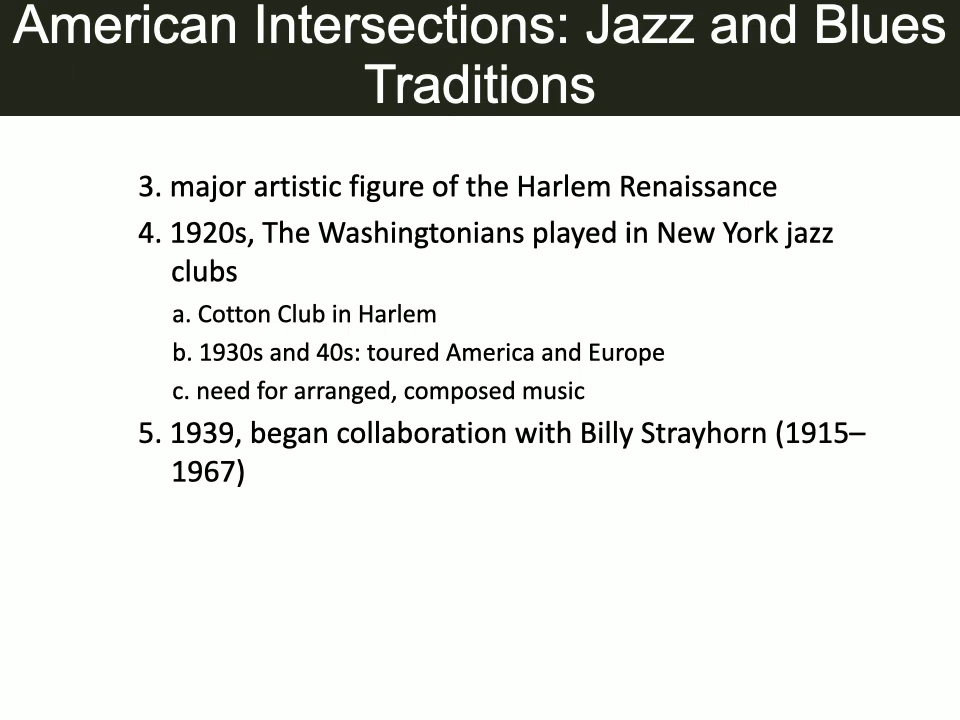 American Intersections: Jazz and Blues
Traditions
3. major artistic figure of the Harlem Renaissance
4. 1920s, The Washingtonians played in New York jazz
clubs
a. Cotton Club in Harlem
b. 1930s and 40s: toured America and Europe
c. need for arranged, composed music
5. 1939, began collaboration with Billy Strayhorn (1915–
1967)